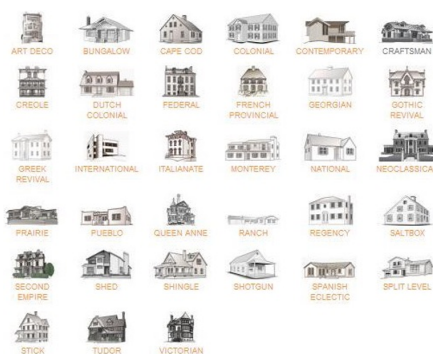 ART DECO
BUNGALOW
CAPE COD
COLONIAL
CONTEMPORARY
CRAFTSMAN
CREOLE
DUTCH
COLONIAL
FEDERAL
FRENCH
PROVINCIAL
GEORGIAN
GOTHIC
REVIVAL
GREEK
REVIVAL
INTERNATIONAL
ITALIANATE
MONTEREY
NATIONAL
NEOCLASSICAL
PRAIRIE
PUEBLO
QUEEN ANNE
RANCH
REGENCY
SALTBOX
SECOND
EMPIRE
SHED
SHINGLE
SHOTGUN
SPANISH
ECLECTIC
SPLIT LEVEL
STICK
TUDOR
VICTORIAN